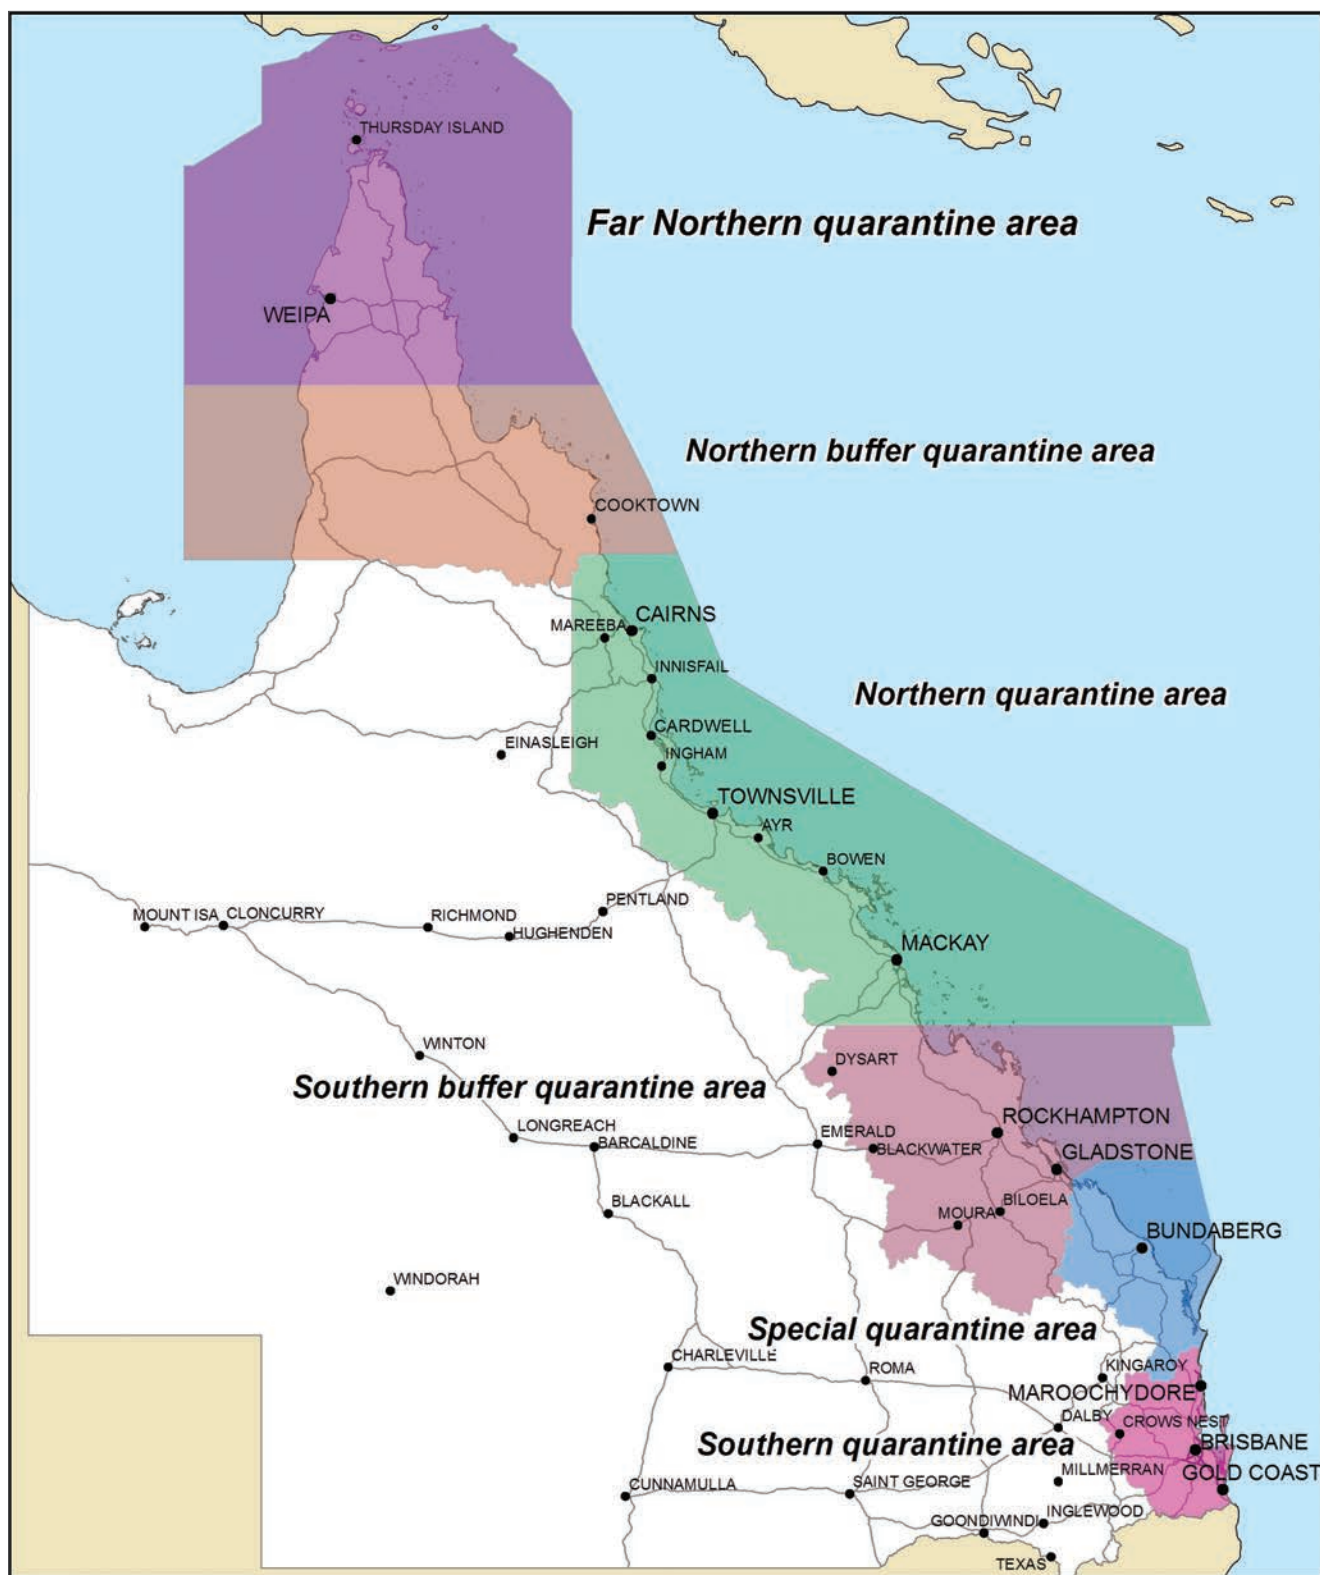 THURSDAY ISLAND
Far Northern quarantine area
WEIPA
Northern buffer quarantine area
COOKTOWN
CAIRNS
MAREEBA
INNISFAIL
Northern quarantine area
CARDWELL
EINASLEIGH
INGHAM
TOWNSVILLE
AYR
BOWEN
PENTLAND
MOUNT ISA
CLONCURRY
RICHMOND
HUGHENDEN
MACKAY
WINTON
DYSART
Southern buffer quarantine area
ROCKHAMPTON
LONGREACH
BARCALDINE
EMERALD
BLACKWATER
GLADSTONE
BLACKALL
MOURA
BILOELA
BUNDABERG
WINDORAH
Special quarantine area
CHARLEVILLE
ROMA
KINGAROY
MAROOCHYDORE
DALBY
CROWS NEST
Southern quarantine area
BRISBANE
MILLMERRAN
GOLD COAST
CUNNAMULLA
SAINT GEORGE
GOONDIWINDI
INGLEWOOD
TEXAS